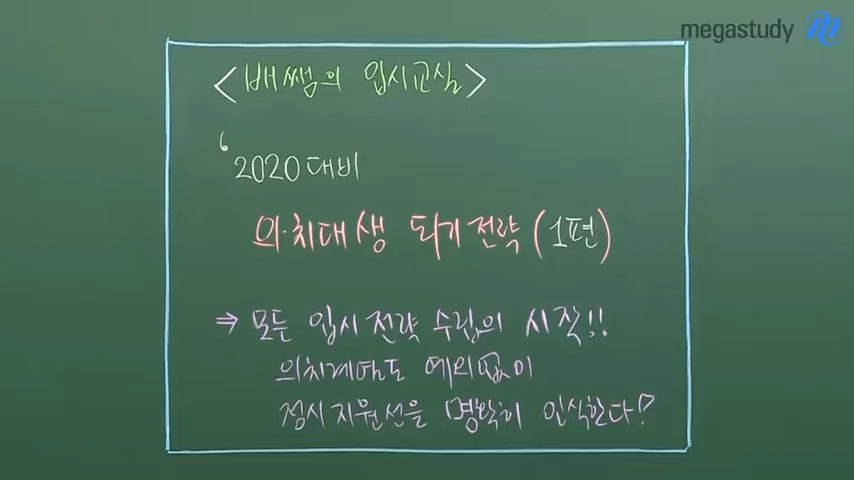 megastudy
<배쌤의 입시교실>
'2020 대비
의·치대생 되기 전략 (1편)
⇒ 모든 입시 전략 수립의 시작!!
의치계열도 예외없이
정시 지원선을 명확히 인식한다!